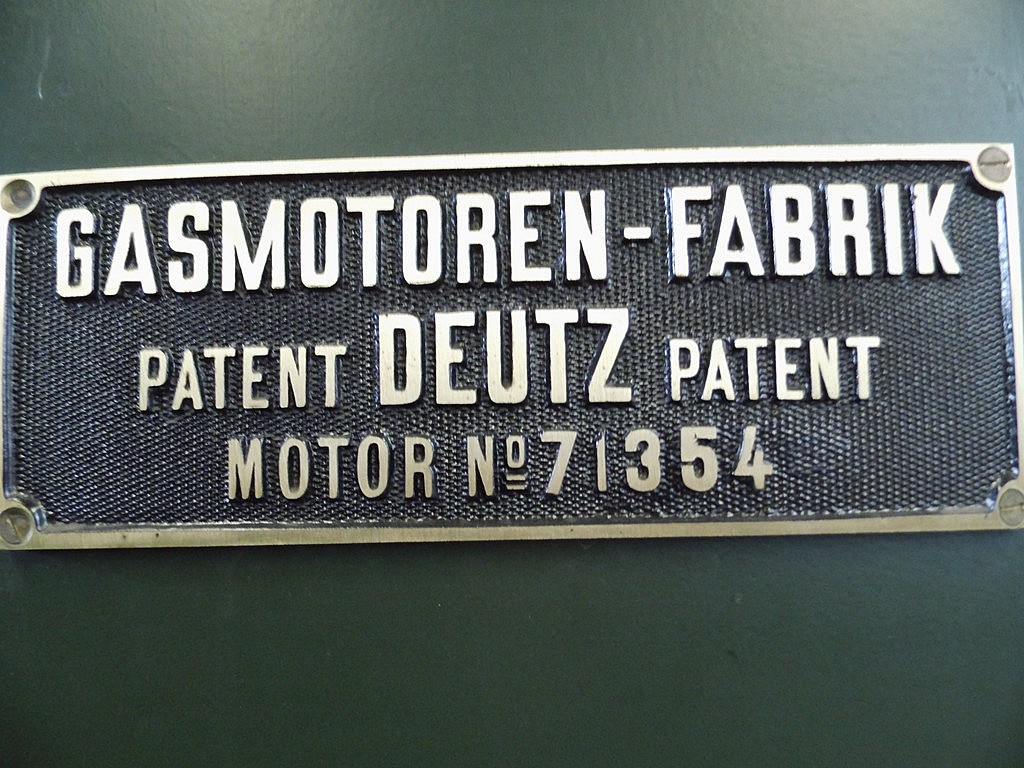 GASMOTOREN-FABRIK
PATENT DEUTZ PATENT
MOTOR Nº 71354